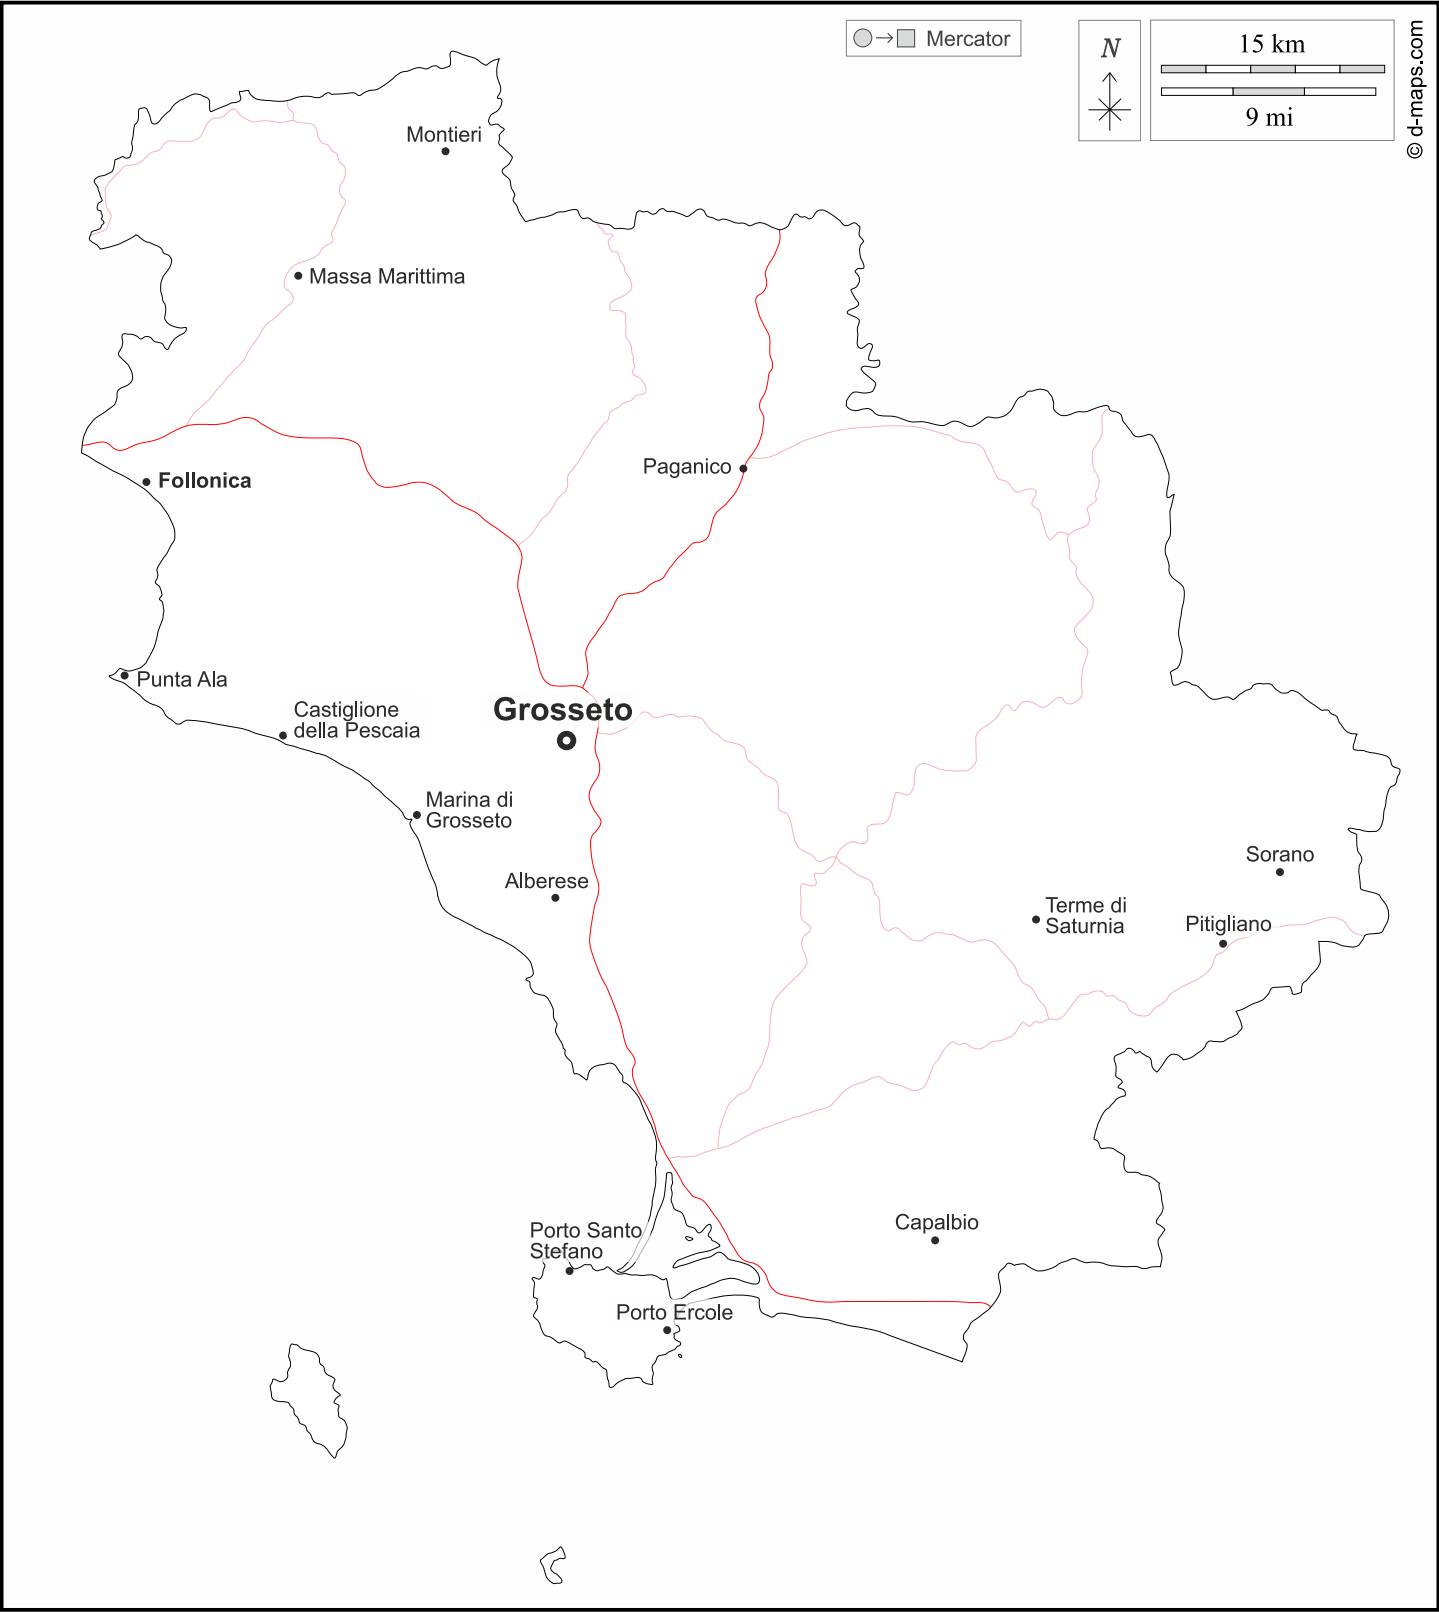 Mercator
N
15 km
9 mi
© d-maps.com
Montieri
Massa Marittima
Paganico
Follonica
Punta Ala
Castiglione
della Pescaia
Grosseto
Marina di
Grosseto
Alberese
Sorano
Terme di
Saturnia
Pitigliano
Capalbio
Porto Santo
Stefano
Porto Ercole